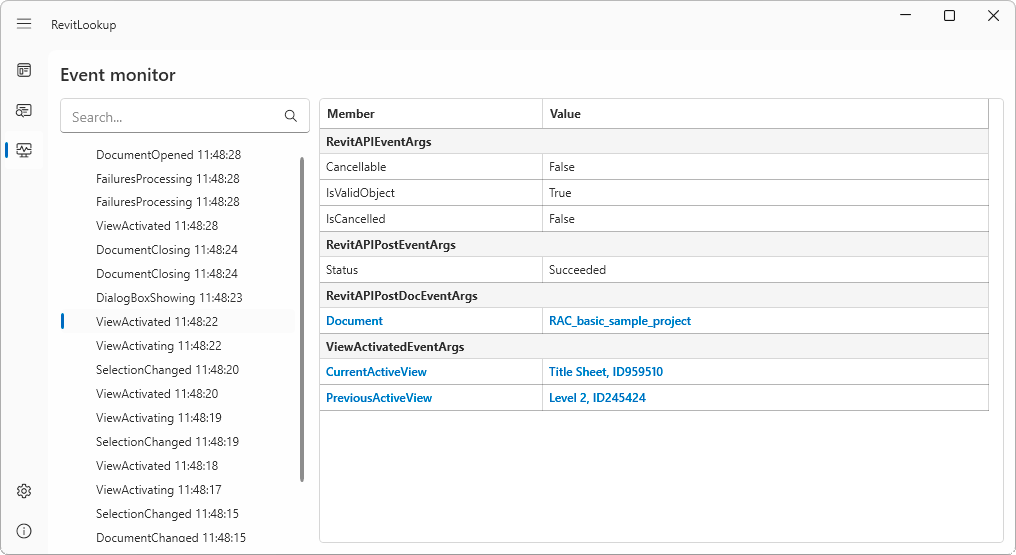 RevitLookup
Event monitor
Search...
DocumentOpened 11:48:28
FailuresProcessing 11:48:28
FailuresProcessing 11:48:28
ViewActivated 11:48:28
DocumentClosing 11:48:24
DocumentClosing 11:48:24
DialogBoxShowing 11:48:23
ViewActivated 11:48:22
ViewActivating 11:48:22
SelectionChanged 11:48:20
ViewActivated 11:48:20
ViewActivating 11:48:19
SelectionChanged 11:48:19
ViewActivated 11:48:18
ViewActivating 11:48:17
SelectionChanged 11:48:15
DocumentChanged 11:48:15
Member Value
RevitAPIEventArgs
Cancellable False
IsValidObject True
IsCancelled False
RevitAPIPostEventArgs
Status Succeeded
RevitAPIPostDocEventArgs
Document RAC_basic_sample_project
ViewActivatedEventArgs
CurrentActiveView Title Sheet, ID959510
PreviousActiveView Level 2, ID245424